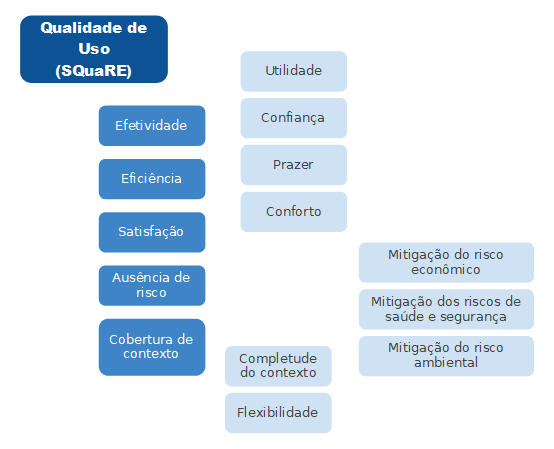 Qualidade de
Uso
(SQuaRE)
Efetividade
Eficiência
Satisfação
Ausência de
risco
Cobertura de
contexto
Utilidade
Confiança
Prazer
Conforto
Mitigação do risco
econômico
Mitigação dos riscos de
saúde e segurança
Mitigação do risco
ambiental
Completude
do contexto
Flexibilidade